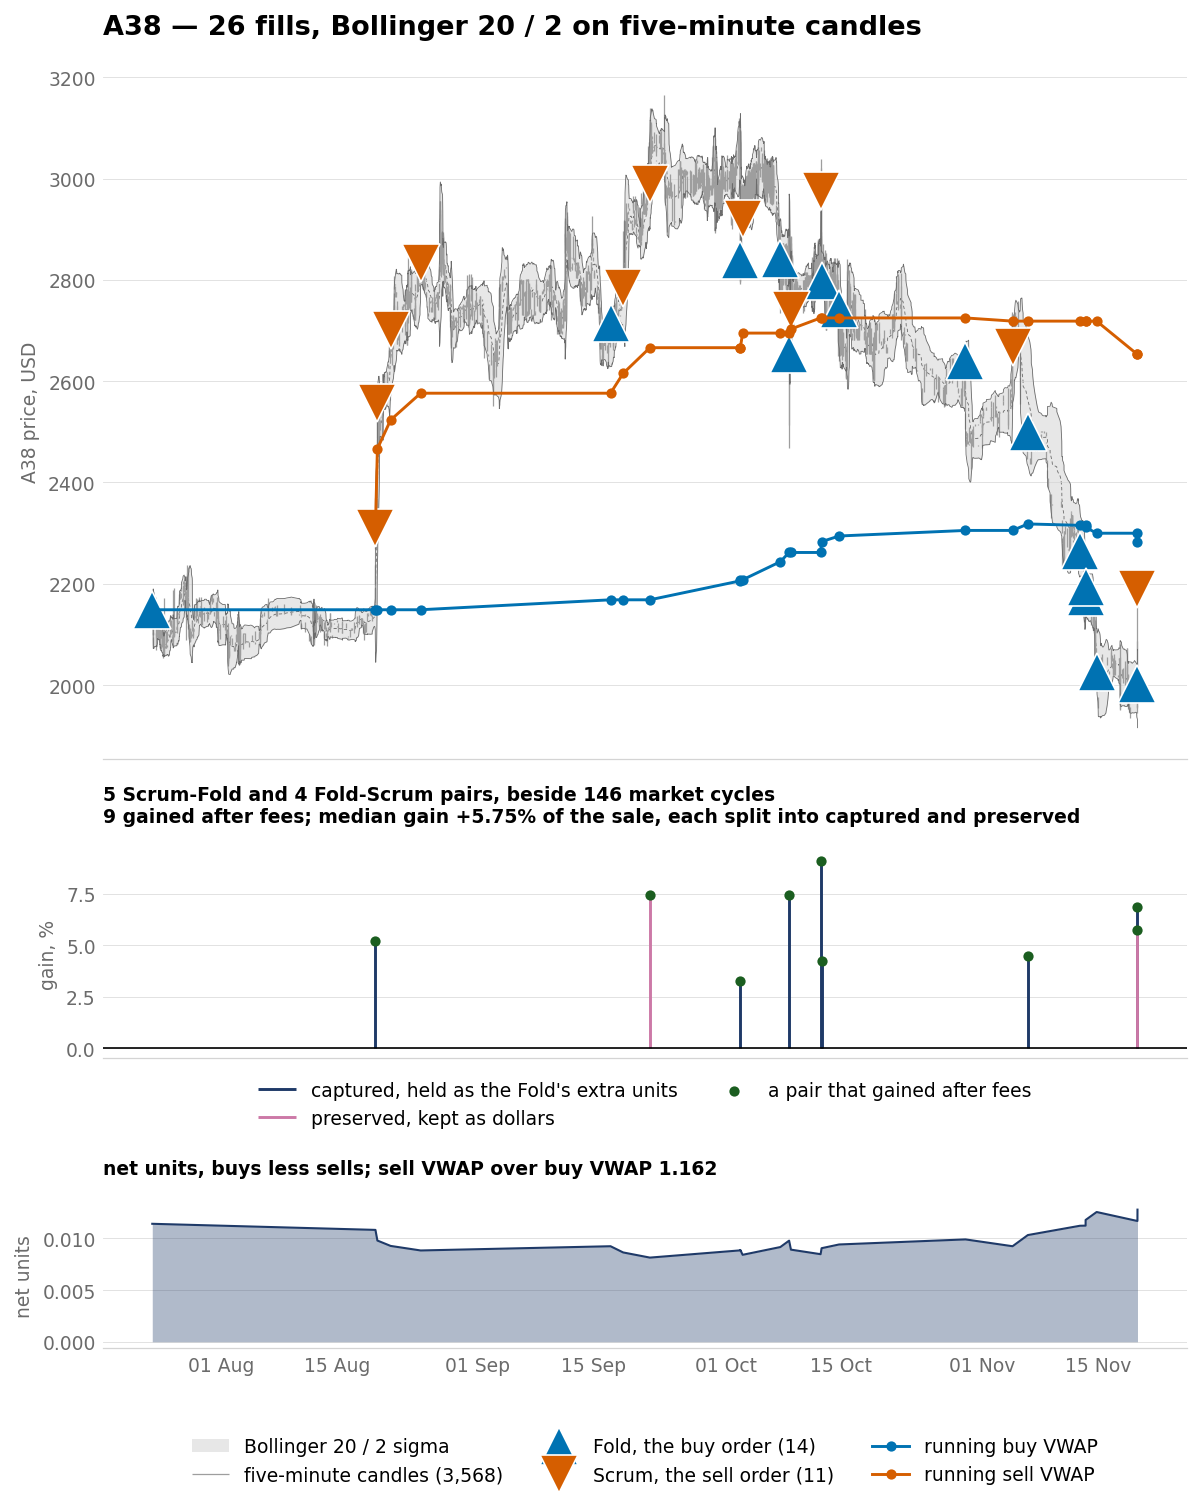 A38 — 26 fills, Bollinger 20 / 2 on five-minute candles
3200
3000
2800
2600
2400
2200
2000
A38 price, USD
5 Scrum-Fold and 4 Fold-Scrum pairs, beside 146 market cycles
9 gained after fees; median gain +5.75% of the sale, each split into captured and preserved
7.5
5.0
2.5
0.0
gain, %
captured, held as the Fold's extra units
a pair that gained after fees
preserved, kept as dollars
net units, buys less sells; sell VWAP over buy VWAP 1.162
0.010
0.005
0.000
net units
01 Aug 15 Aug 01 Sep 15 Sep 01 Oct 15 Oct 01 Nov 15 Nov
Bollinger 20 / 2 sigma
Fold, the buy order (14)
running buy VWAP
five-minute candles (3,568)
Scrum, the sell order (11)
running sell VWAP